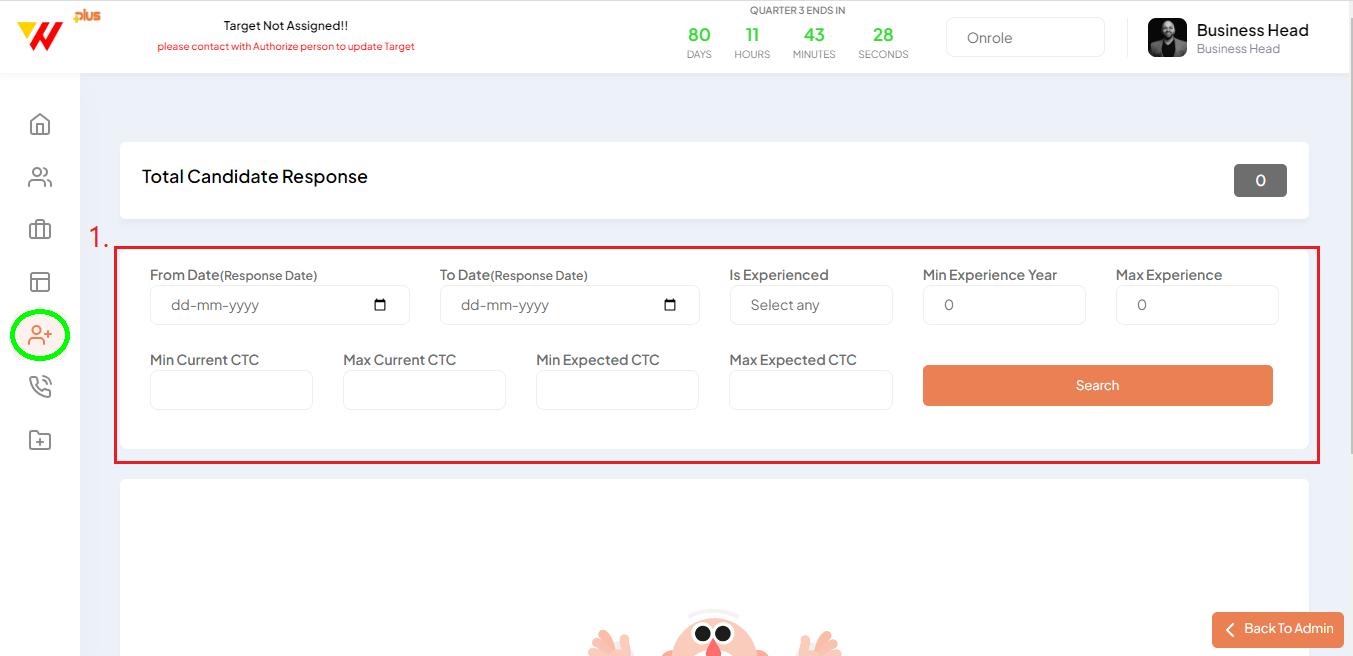 plus
Target Not Assigned!!
please contact with Authorize person to update Target
QUARTER 3 ENDS IN
80 11 43 28
DAYS HOURS MINUTES SECONDS
Onrole
Business Head
Business Head
Total Candidate Response
0
1.
From Date(Response Date) To Date(Response Date) Is Experienced Min Experience Year Max Experience
dd-mm-yyyy dd-mm-yyyy Select any 0 0
Min Current CTC Max Current CTC Min Expected CTC Max Expected CTC
Search
Back To Admin